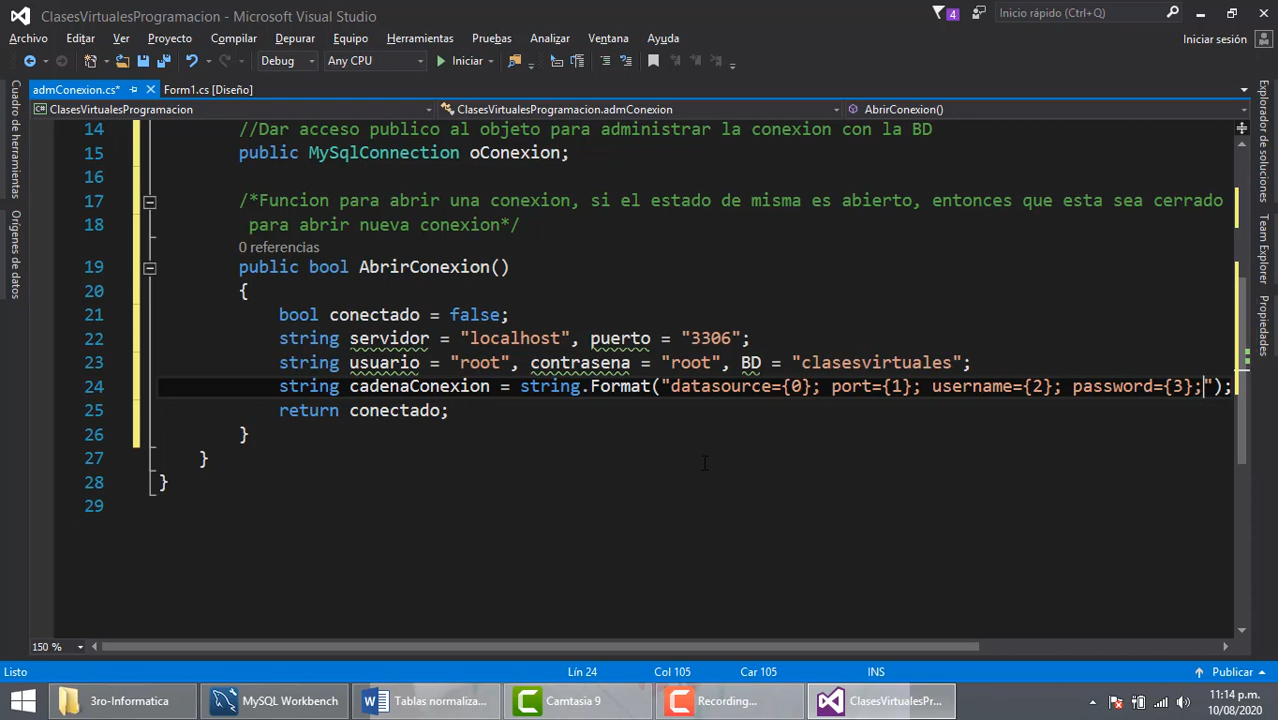 ClasesVirtualesProgramacion - Microsoft Visual Studio
4
Inicio rápido (Ctrl+Q)
Archivo Editar Ver Proyecto Compilar Depurar Equipo Herramientas Pruebas Analizar Ventana Ayuda
Iniciar sesión
Debug Any CPU Iniciar
admConexion.cs* Form1.cs [Diseño]
ClasesVirtualesProgramacion ClasesVirtualesProgramacion.admConexion AbrirConexion()
Cuadro de herramientas
Orígenes de datos
14 //Dar acceso publico al objeto para administrar la conexion con la BD
15 public MySqlConnection oConexion;
16
17 /*Funcion para abrir una conexion, si el estado de misma es abierto, entonces que esta sea cerrado
18 para abrir nueva conexion*/
0 referencias
19 public bool AbrirConexion()
20 {
21 bool conectado = false;
22 string servidor = "localhost", puerto = "3306";
23 string usuario = "root", contrasena = "root", BD = "clasesvirtuales";
24 string cadenaConexion = string.Format("datasource={0}; port={1}; username={2}; password={3};");
25 return conectado;
26 }
27 }
28 }
29
Explorador de soluciones
Team Explorer
Propiedades
150 %
Listo Lín 24 Col 105 Car 105 INS Publicar
3ro-Informatica MySQL Workbench Tablas normaliza... Camtasia 9 Recording... ClasesVirtualesPr...
11:14 p.m.
10/08/2020